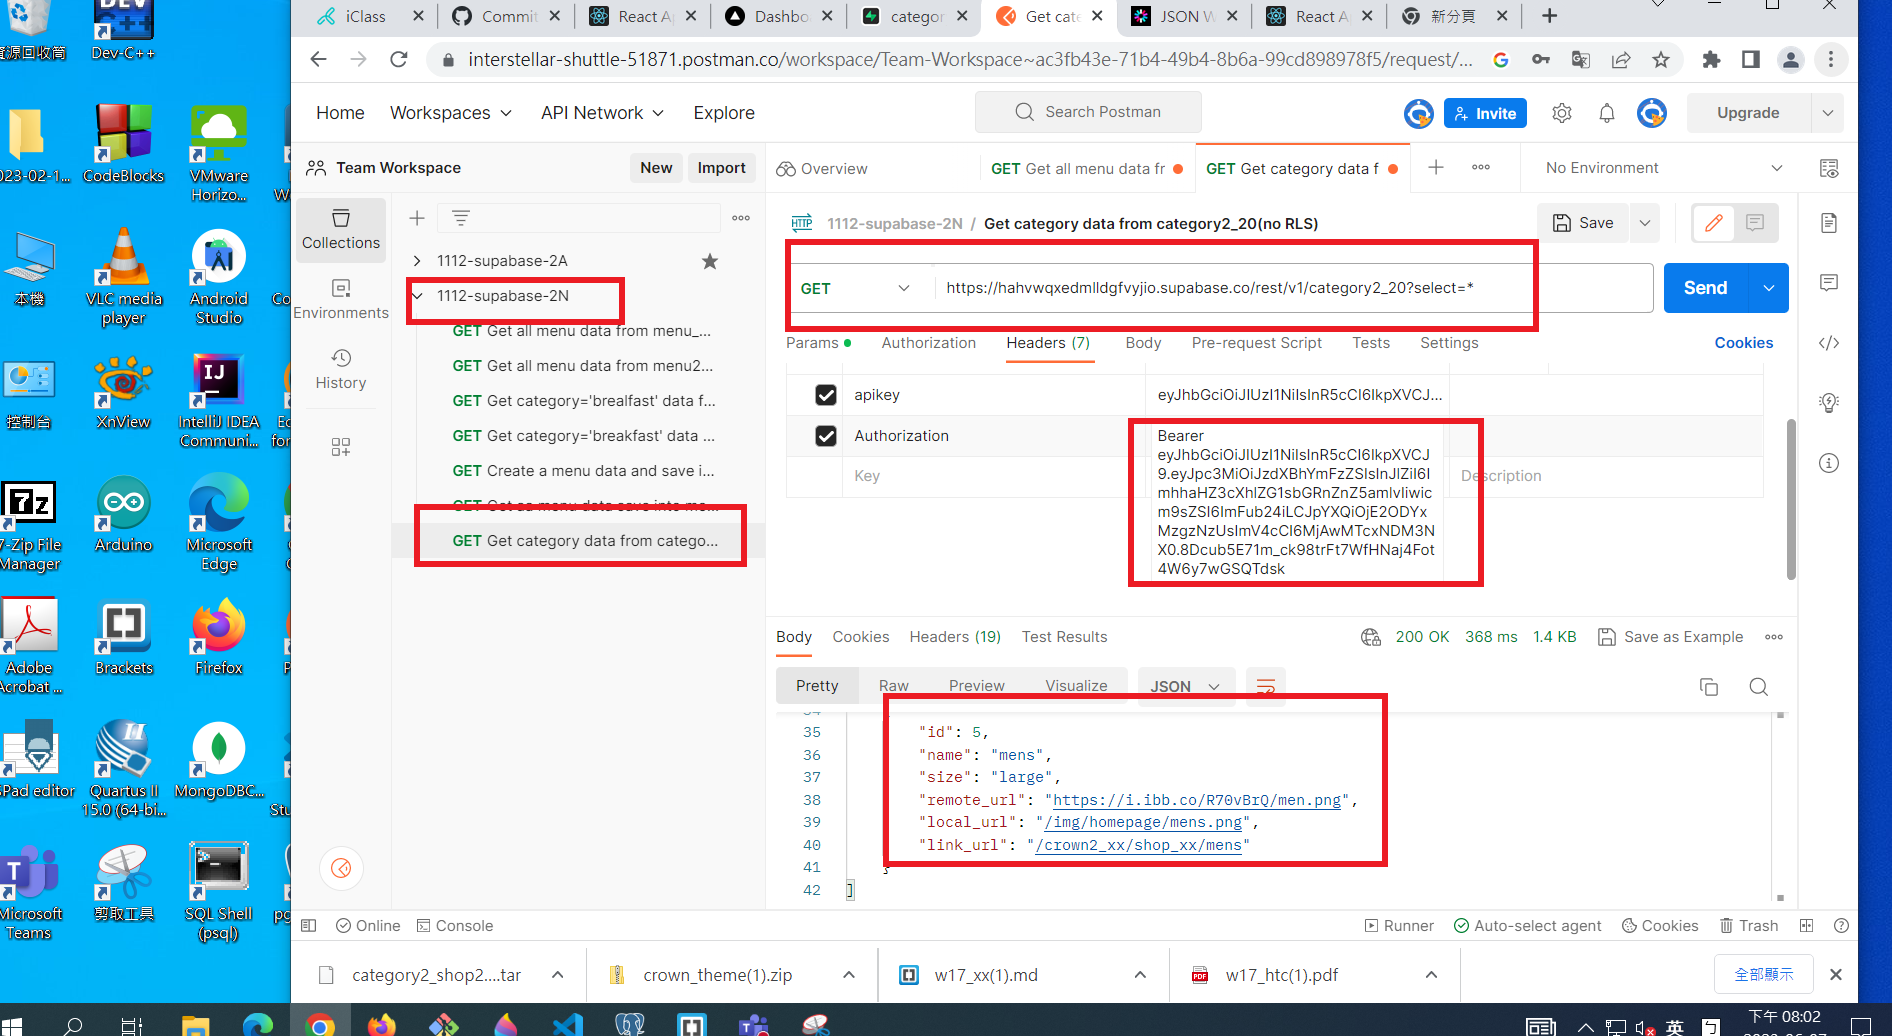 資源回收筒
Dev-C++
iClass
Commit
React A
Dashbo
categor
Get cate
JSON W
React A
新分頁
interstellar-shuttle-51871.postman.co/workspace/Team-Workspace~ac3fb43e-71b4-49b4-8b6a-99cd898978f5/request/...
Home
Workspaces
API Network
Explore
Search Postman
Invite
Upgrade
023-02-1...
CodeBlocks
VMware
Horizo...
Team Workspace
New
Import
Overview
GET Get all menu data fr
GET Get category data f
No Environment
Collections
Environments
History
1112-supabase-2A
1112-supabase-2N
GET Get all menu data from menu_...
GET Get all menu data from menu2...
GET Get category='brealfast' data f...
GET Get category='breakfast' data ...
GET Create a menu data and save i...
GET Get as menu data save into me...
GET Get category data from catego...
HTTP
1112-supabase-2N / Get category data from category2_20(no RLS)
Save
GET
https://hahvwqxedmlldgfvyjio.supabase.co/rest/v1/category2_20?select=*
Send
Params
Authorization
Headers (7)
Body
Pre-request Script
Tests
Settings
Cookies
apikey
eyJhbGciOiJIUzI1NiIsInR5cCI6IkpXVCJ...
Authorization
Bearer
eyJhbGciOiJIUzI1NiIsInR5cCI6IkpXVCJ
9.eyJpc3MiOiJzdXBhYmFzZSIsInJlZiI6I
mhhaHZ3cXhlZG1sbGRnZnZ5amlvIiwic
m9sZSI6ImFub24iLCJpYXQiOjE2ODYx
MzgzNzUsImV4cCI6MjAwMTcxNDM3N
X0.8Dcub5E71m_ck98trFt7WfHNaj4Fot
4W6y7wGSQTdsk
Key
Description
Body
Cookies
Headers (19)
Test Results
200 OK
368 ms
1.4 KB
Save as Example
Pretty
Raw
Preview
Visualize
JSON
35 "id": 5,
36 "name": "mens",
37 "size": "large",
38 "remote_url": "https://i.ibb.co/R70vBrQ/men.png",
39 "local_url": "/img/homepage/mens.png",
40 "link_url": "/crown2_xx/shop_xx/mens"
41 }
42 ]
Online
Console
Runner
Auto-select agent
Cookies
Trash
category2_shop2....tar
crown_theme(1).zip
w17_xx(1).md
w17_htc(1).pdf
全部顯示
本機
VLC media
player
Android
Studio
控制台
XnView
IntelliJ IDEA
Communi...
7-Zip File
Manager
Arduino
Microsoft
Edge
Adobe
Acrobat ...
Brackets
Firefox
Pad editor
Quartus II
15.0 (64-bi...
MongoDBC...
Microsoft
Teams
剪取工具
SQL Shell
(psql)
英
下午 08:02